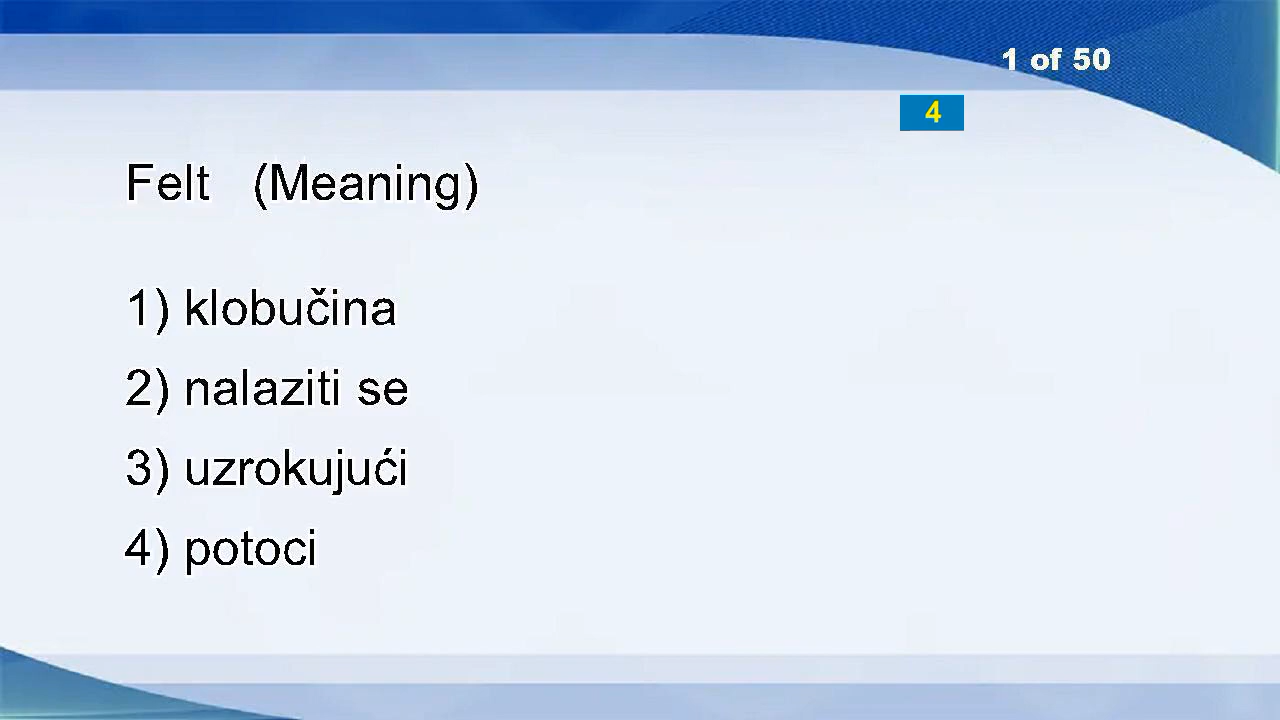 1 of 50
4
Felt (Meaning)
1) klobučina
2) nalaziti se
3) uzrokujući
4) potoci